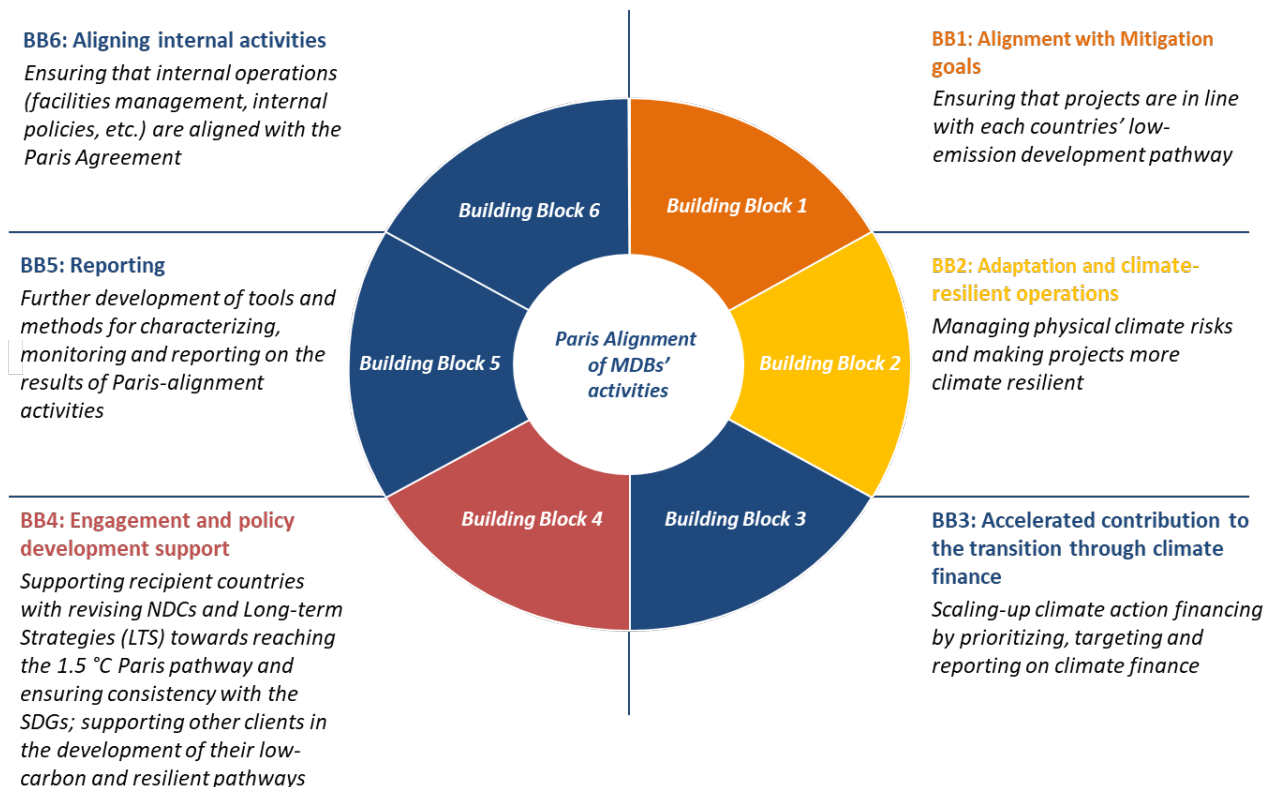 BB6: Aligning internal activities
Ensuring that internal operations
(facilities management, internal
policies, etc.) are aligned with the
Paris Agreement
BB1: Alignment with Mitigation
goals
Ensuring that projects are in line
with each countries’ low-
emission development pathway
BB5: Reporting
Further development of tools and
methods for characterizing,
monitoring and reporting on the
results of Paris-alignment
activities
BB2: Adaptation and climate-
resilient operations
Managing physical climate risks
and making projects more
climate resilient
BB4: Engagement and policy
development support
Supporting recipient countries
with revising NDCs and Long-term
Strategies (LTS) towards reaching
the 1.5 °C Paris pathway and
ensuring consistency with the
SDGs; supporting other clients in
the development of their low-
carbon and resilient pathways
BB3: Accelerated contribution to
the transition through climate
finance
Scaling-up climate action financing
by prioritizing, targeting and
reporting on climate finance
Building Block 6
Building Block 1
Building Block 5
Paris Alignment
of MDBs’
activities
Building Block 2
Building Block 4
Building Block 3